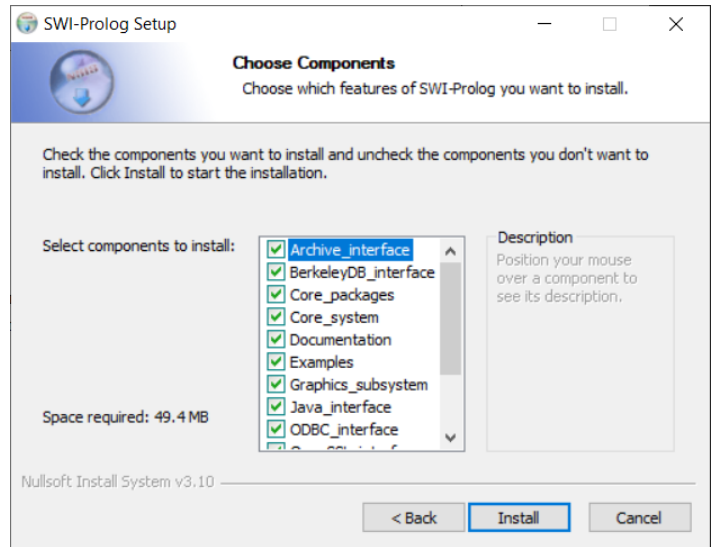 SWI-Prolog Setup
Choose Components
Choose which features of SWI-Prolog you want to install.
Check the components you want to install and uncheck the components you don't want to
install. Click Install to start the installation.
Select components to install:
Archive_interface
BerkeleyDB_interface
Core_packages
Core_system
Documentation
Examples
Graphics_subsystem
Java_interface
ODBC_interface
Description
Position your mouse
over a component to
see its description.
Space required: 49.4 MB
Nullsoft Install System v3.10
< Back
Install
Cancel